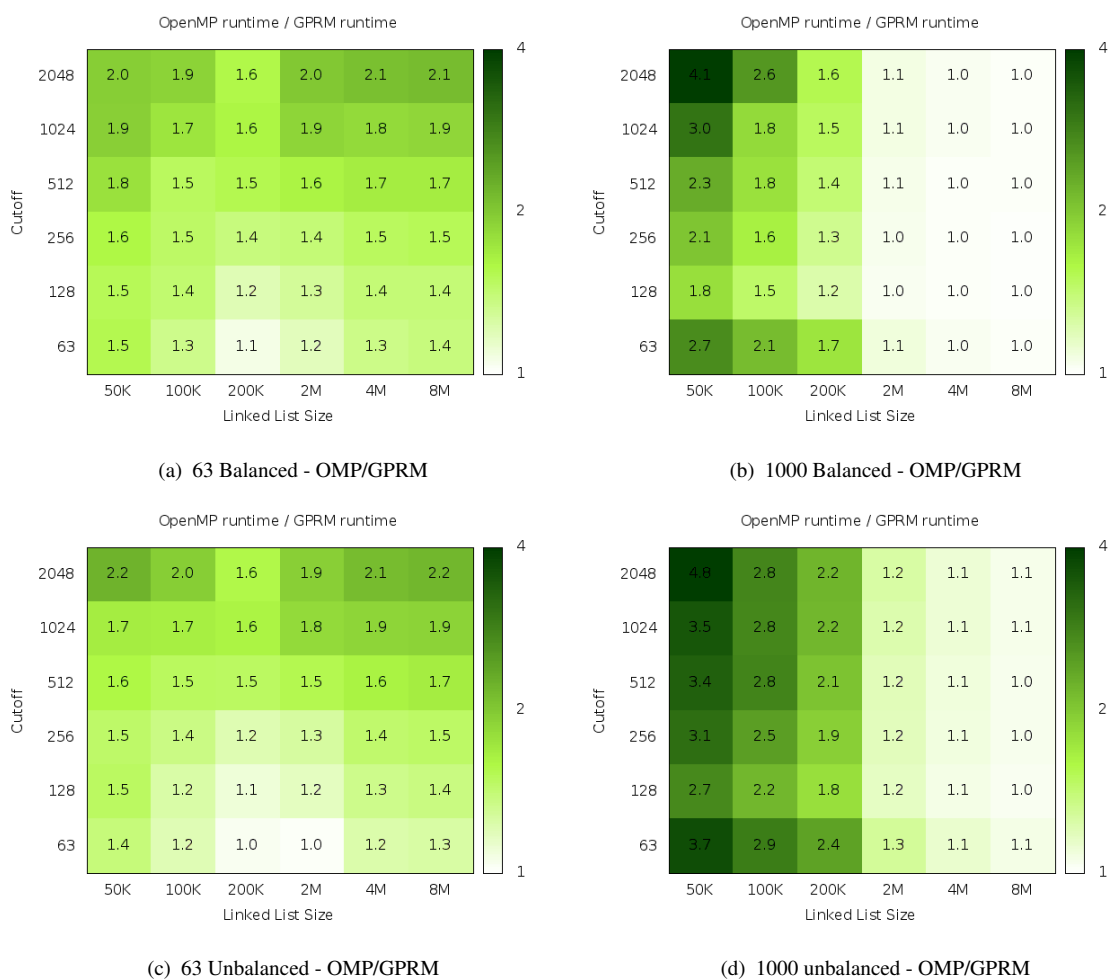 OpenMP runtime / GPRM runtime
4
2048 2.0 1.9 1.6 2.0 2.1 2.1
1024 1.9 1.7 1.6 1.9 1.8 1.9
512 1.8 1.5 1.5 1.6 1.7 1.7
2
Cutoff
256 1.6 1.5 1.4 1.4 1.5 1.5
128 1.5 1.4 1.2 1.3 1.4 1.4
63 1.5 1.3 1.1 1.2 1.3 1.4
1
50K 100K 200K 2M 4M 8M
Linked List Size
(a) 63 Balanced - OMP/GPRM
OpenMP runtime / GPRM runtime
4
2048 4.1 2.6 1.6 1.1 1.0 1.0
1024 3.0 1.8 1.5 1.1 1.0 1.0
512 2.3 1.8 1.4 1.1 1.0 1.0
2
Cutoff
256 2.1 1.6 1.3 1.0 1.0 1.0
128 1.8 1.5 1.2 1.0 1.0 1.0
63 2.7 2.1 1.7 1.1 1.0 1.0
1
50K 100K 200K 2M 4M 8M
Linked List Size
(b) 1000 Balanced - OMP/GPRM
OpenMP runtime / GPRM runtime
4
2048 2.2 2.0 1.6 1.9 2.1 2.2
1024 1.7 1.7 1.6 1.8 1.9 1.9
512 1.6 1.5 1.5 1.5 1.6 1.7
2
Cutoff
256 1.5 1.4 1.2 1.3 1.4 1.5
128 1.5 1.2 1.1 1.2 1.3 1.4
63 1.4 1.2 1.0 1.0 1.2 1.3
1
50K 100K 200K 2M 4M 8M
Linked List Size
(c) 63 Unbalanced - OMP/GPRM
OpenMP runtime / GPRM runtime
4
2048 4.8 2.8 2.2 1.2 1.1 1.1
1024 3.5 2.8 2.2 1.2 1.1 1.1
512 3.4 2.8 2.1 1.2 1.1 1.0
2
Cutoff
256 3.1 2.5 1.9 1.2 1.1 1.0
128 2.7 2.2 1.8 1.2 1.1 1.0
63 3.7 2.9 2.4 1.3 1.1 1.1
1
50K 100K 200K 2M 4M 8M
Linked List Size
(d) 1000 unbalanced - OMP/GPRM